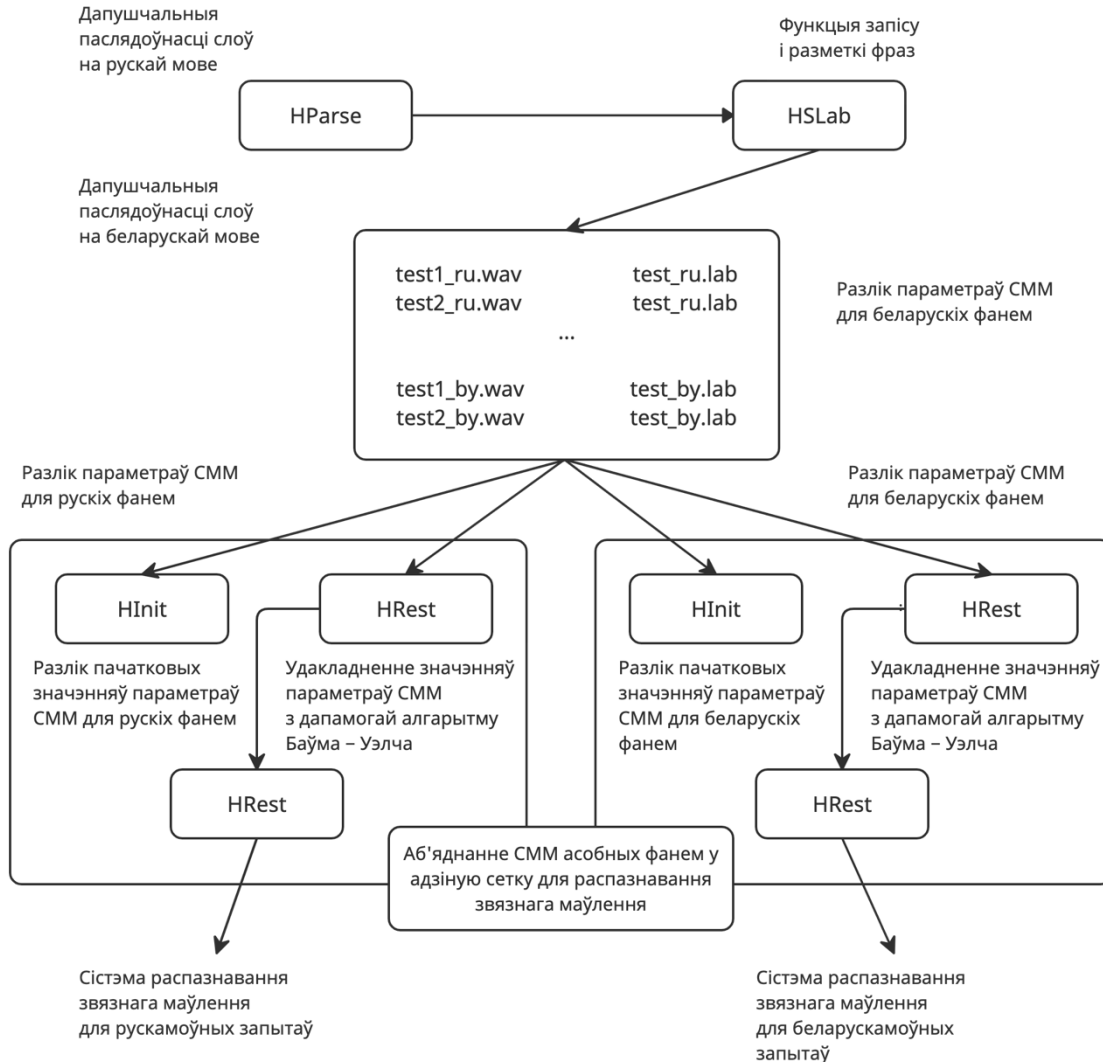 Дапушчальныя
паслядоўнасці слоў
на рускай мове
Функцыя запісу
і разметкі фраз
HParse
HSLab
Дапушчальныя
паслядоўнасці слоў
на беларускай мове
test1_ru.wav test_ru.lab
test2_ru.wav test_ru.lab
...
test1_by.wav test_by.lab
test2_by.wav test_by.lab
Разлік параметраў СММ
для беларускіх фанем
Разлік параметраў СММ
для рускіх фанем
Разлік параметраў СММ
для беларускіх фанем
HInit
HRest
Разлік пачатковых
значэнняў параметраў
СММ для рускіх фанем
Удакладненне значэнняў
параметраў СММ
з дапамогай алгарытму
Баўма – Уэлча
HRest
HInit
HRest
Разлік пачатковых
значэнняў параметраў
СММ для беларускіх
фанем
Удакладненне значэнняў
параметраў СММ
з дапамогай алгарытму
Баўма – Уэлча
HRest
Аб'яднанне СММ асобных фанем у
адзіную сетку для распазнавання
звязнага маўлення
Сістэма распазнавання
звязнага маўлення
для рускамоўных запытаў
Сістэма распазнавання
звязнага маўлення
для беларускамоўных
запытаў